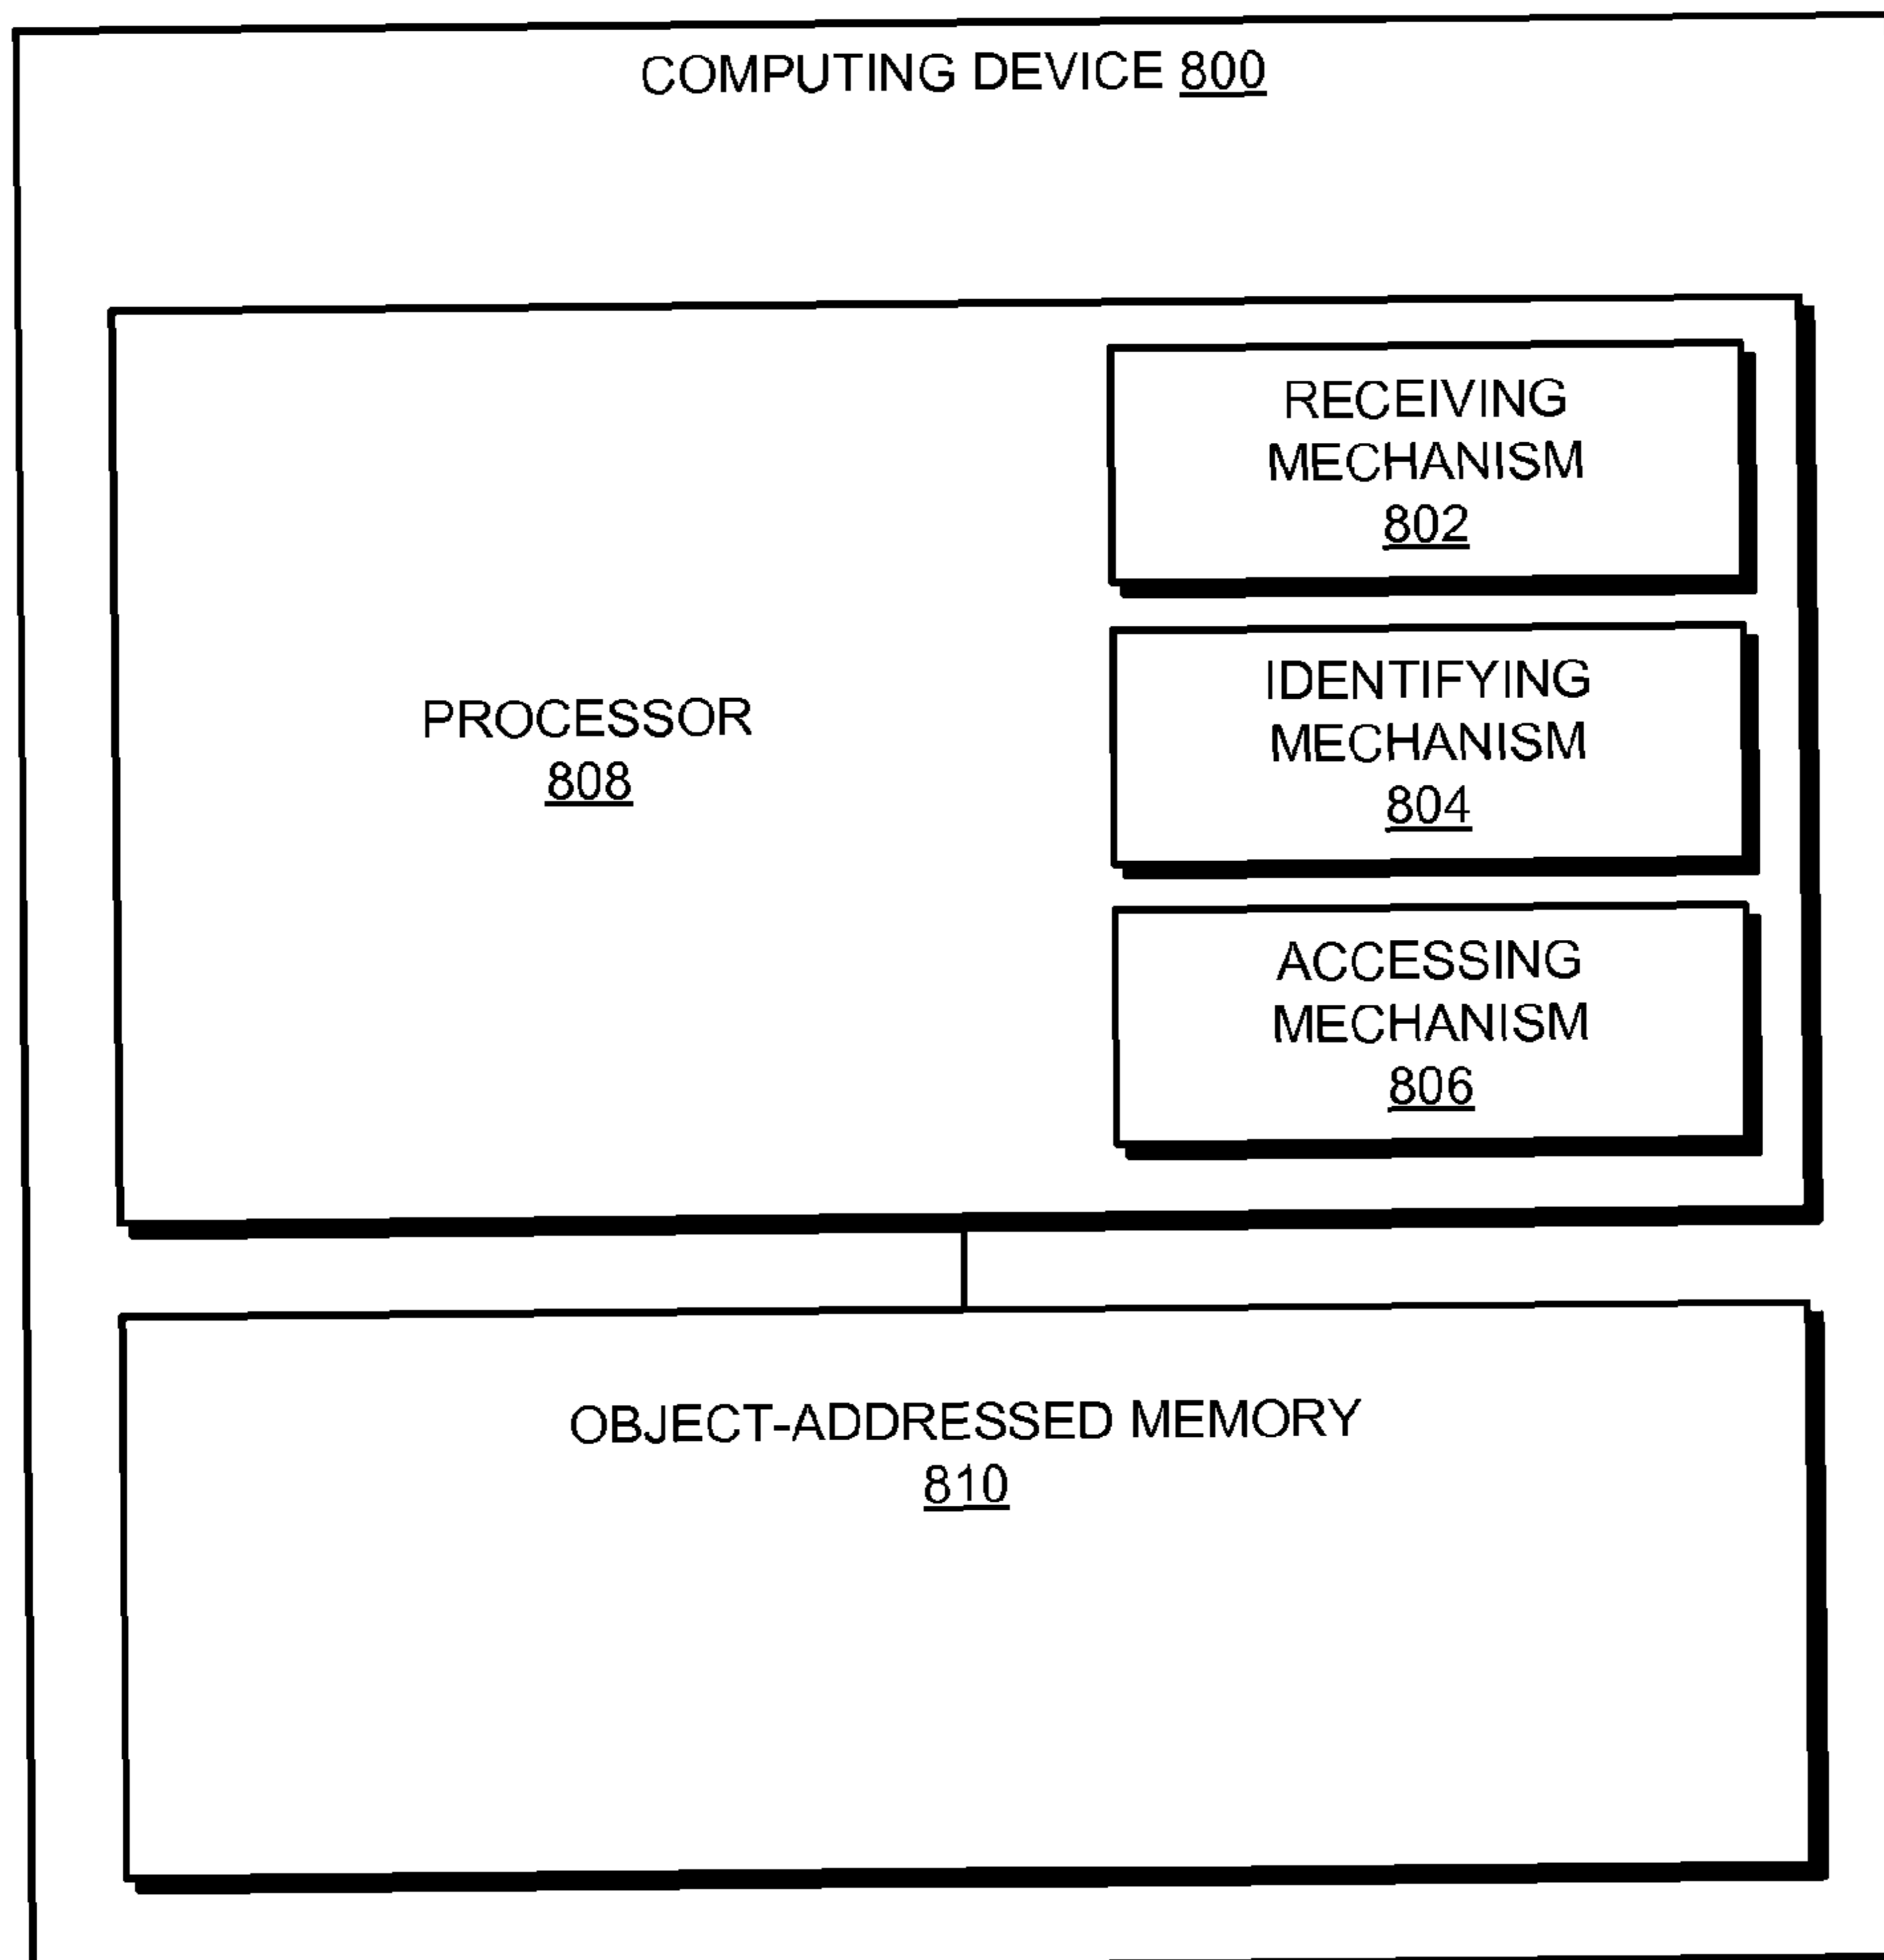 COMPUTING DEVICE 800
RECEIVING
MECHANISM
802
PROCESSOR
808
IDENTIFYING
MECHANISM
804
ACCESSING
MECHANISM
806
OBJECT-ADDRESSED MEMORY
810